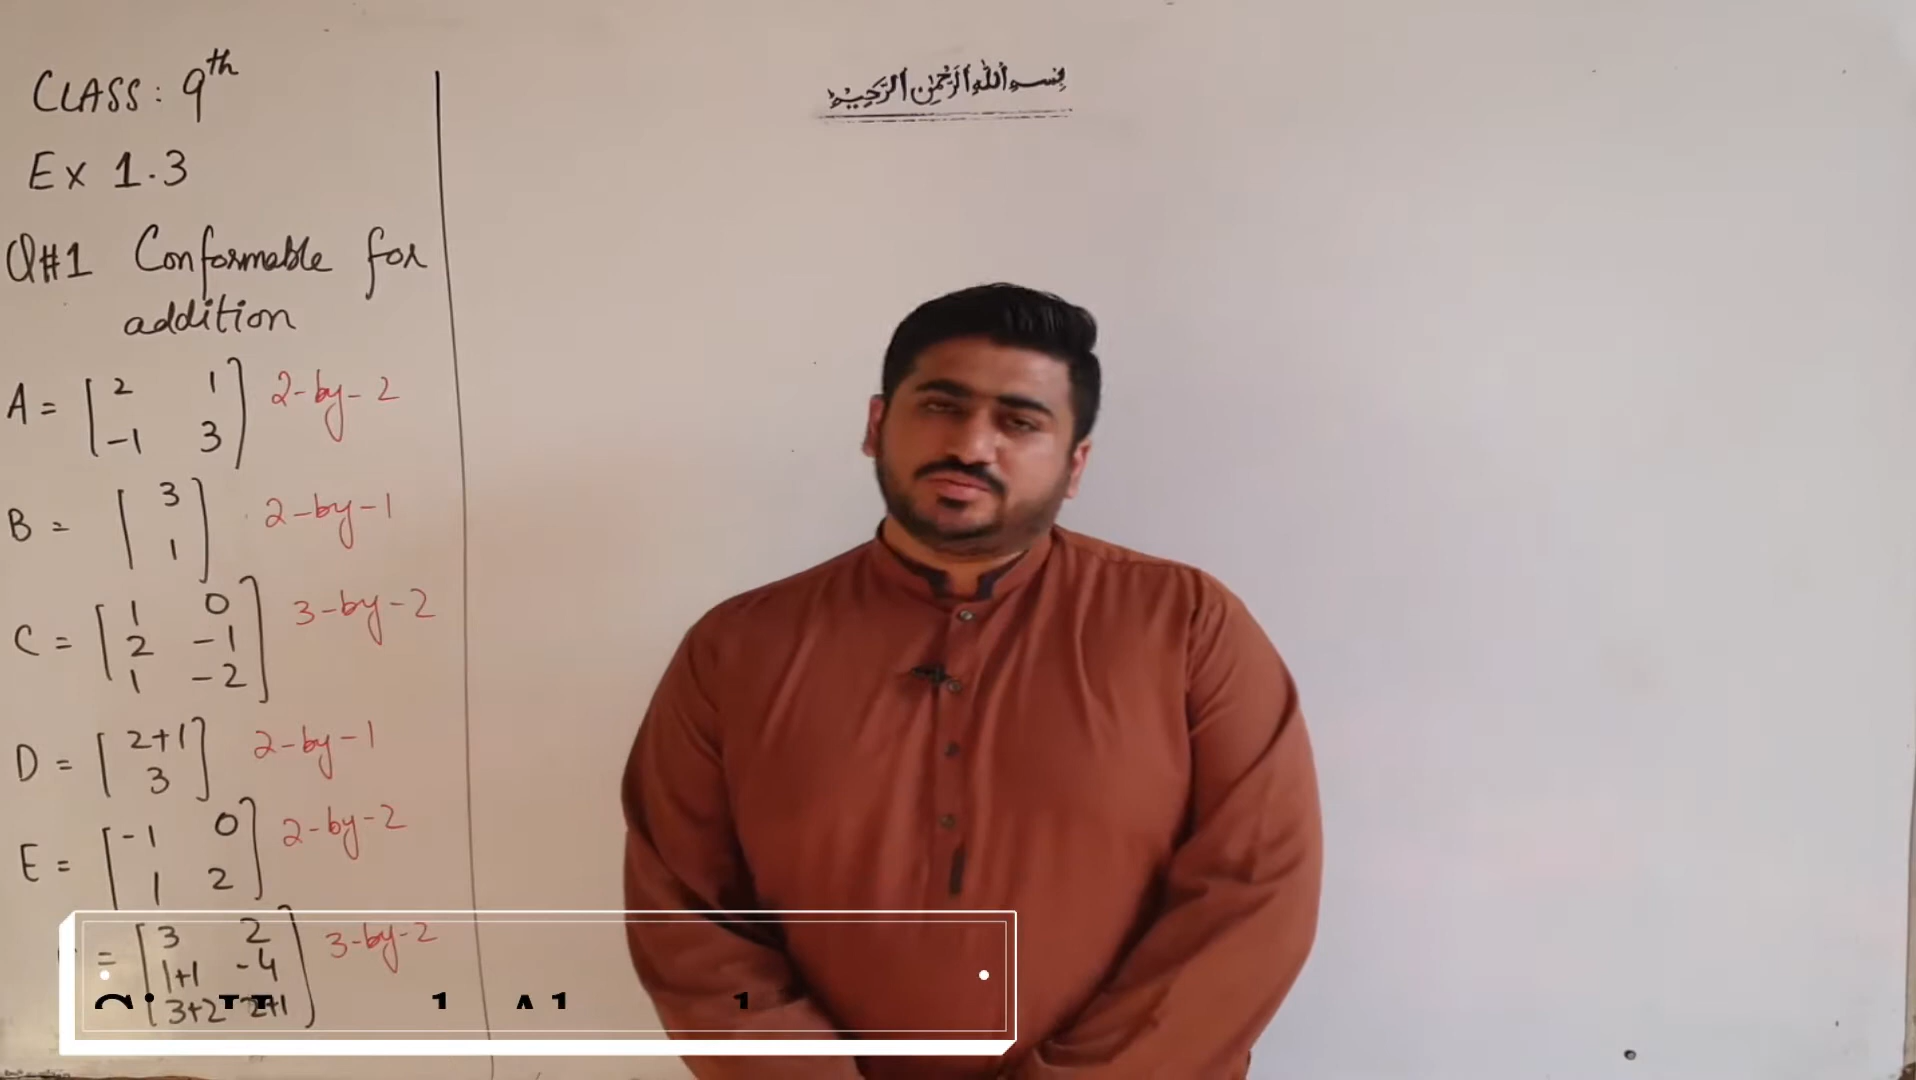 CLASS: 9th
Ex 1.3
Q#1 Conformable for
addition
A = [2 1
-1 3] 2-by-2
B = [3
1] 2-by-1
C = [1 0
2 -1
1 -2] 3-by-2
D = [2+1
3] 2-by-1
E = [-1 0
1 2] 2-by-2
= [3 2
1+1 -4
3+2 2+1] 3-by-2
بسم الله الرحمن الرحيم